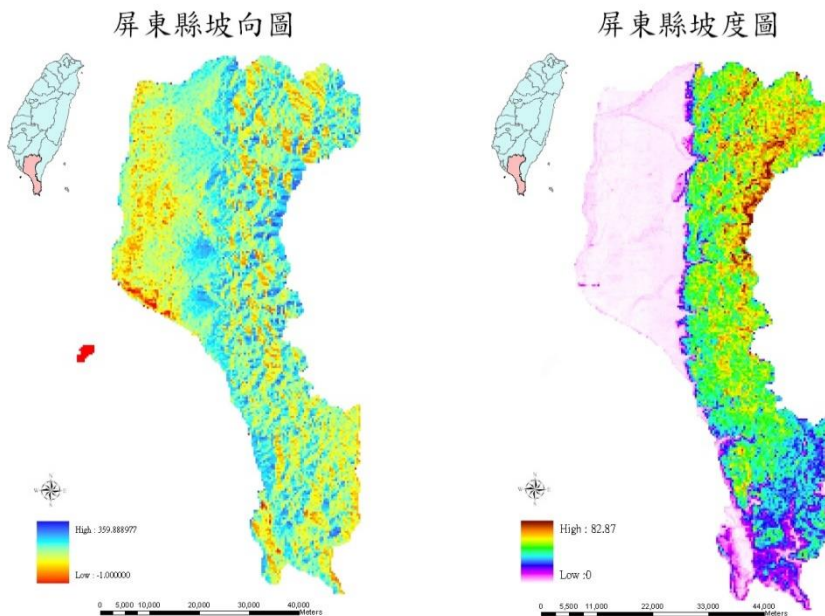 屏東縣坡向圖
N
W E
S
High : 359.888977
Low : -1.000000
0 5,000 10,000 20,000 30,000 40,000
Meters
屏東縣坡度圖
N
W E
S
High : 82.87
Low :0
0 5,500 11,000 22,000 33,000 44,000
Meters